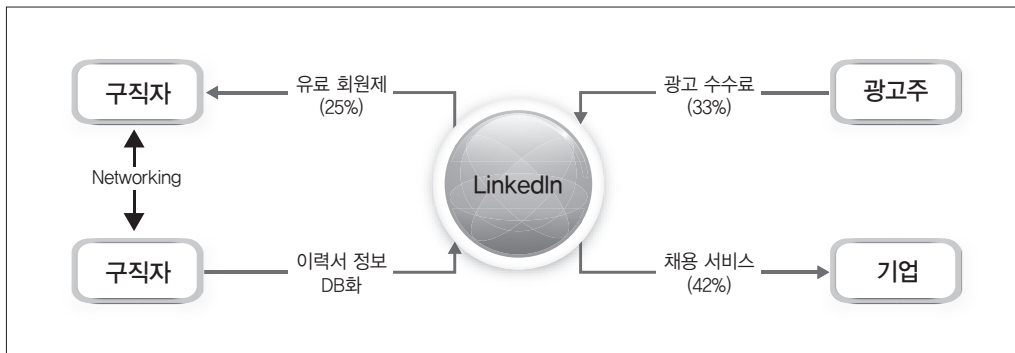 구직자
유료 회원제
(25%)
광고 수수료
(33%)
광고주
Networking
LinkedIn
구직자
이력서 정보
DB화
채용 서비스
(42%)
기업